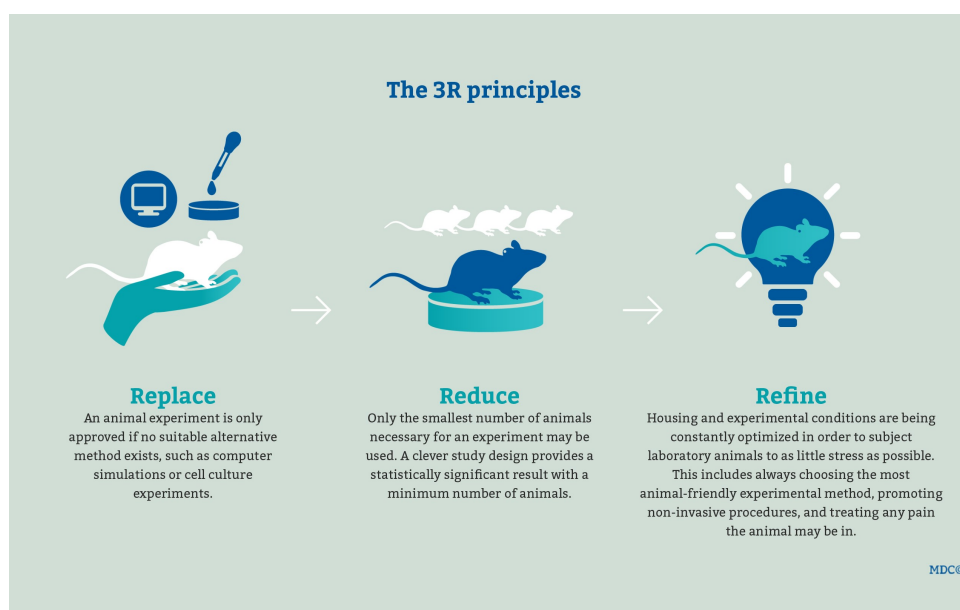 The 3R principles
Replace
An animal experiment is only
approved if no suitable alternative
method exists, such as computer
simulations or cell culture
experiments.
Reduce
Only the smallest number of animals
necessary for an experiment may be
used. A clever study design provides a
statistically significant result with a
minimum number of animals.
Refine
Housing and experimental conditions are being
constantly optimized in order to subject
laboratory animals to as little stress as possible.
This includes always choosing the most
animal-friendly experimental method, promoting
non-invasive procedures, and treating any pain
the animal may be in.
MDC